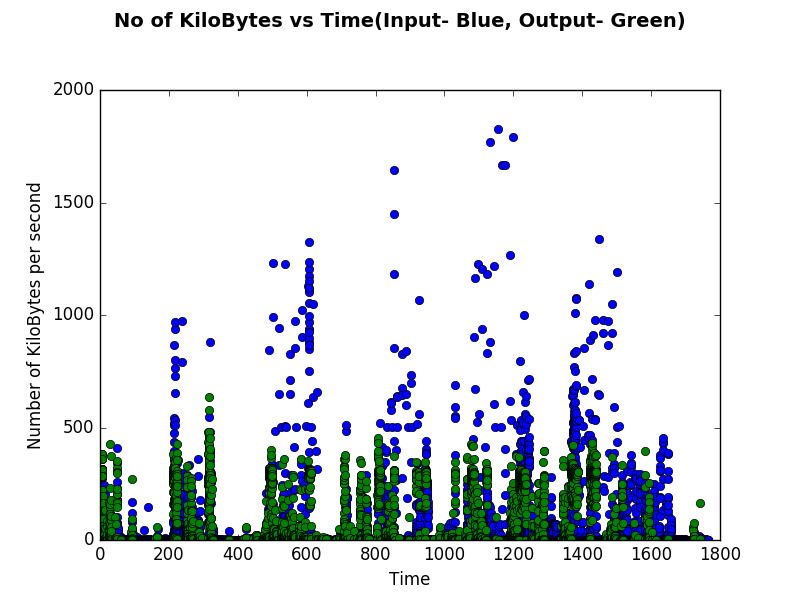 No of KiloBytes vs Time(Input- Blue, Output- Green)
2000
1500
1000
500
0
Number of KiloBytes per second
0 200 400 600 800 1000 1200 1400 1600 1800
Time